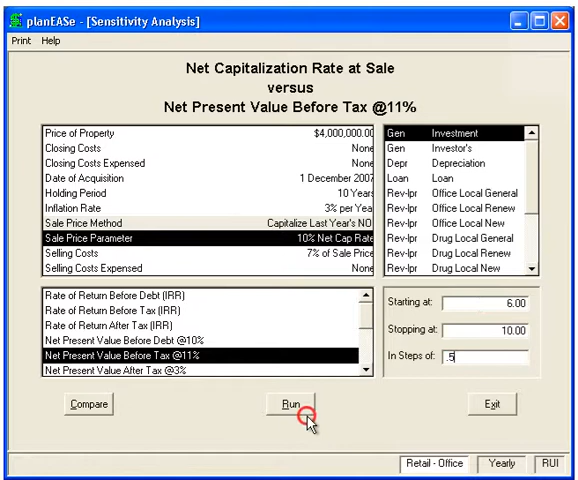 planEASe - [Sensitivity Analysis]
Print Help
Net Capitalization Rate at Sale
versus
Net Present Value Before Tax @11%
Price of Property $4,000,000.00
Closing Costs None
Closing Costs Expensed None
Date of Acquisition 1 December 2007
Holding Period 10 Years
Inflation Rate 3% per Year
Sale Price Method Capitalize Last Year's NO
Sale Price Parameter 10% Net Cap Rate
Selling Costs 7% of Sale Price
Selling Costs Expensed None
Gen Investment
Gen Investor's
Depr Depreciation
Loan Loan
Rev-Ipr Office Local General
Rev-Ipr Office Local Renew
Rev-Ipr Office Local New
Rev-Ipr Drug Local General
Rev-Ipr Drug Local Renew
Rev-Ipr Drug Local New
Rate of Return Before Debt (IRR)
Rate of Return Before Tax (IRR)
Rate of Return After Tax (IRR)
Net Present Value Before Debt @10%
Net Present Value Before Tax @11%
Net Present Value After Tax @3%
Starting at: 6.00
Stopping at: 10.00
In Steps of: .5
Compare Run Exit
Retail - Office Yearly RUI